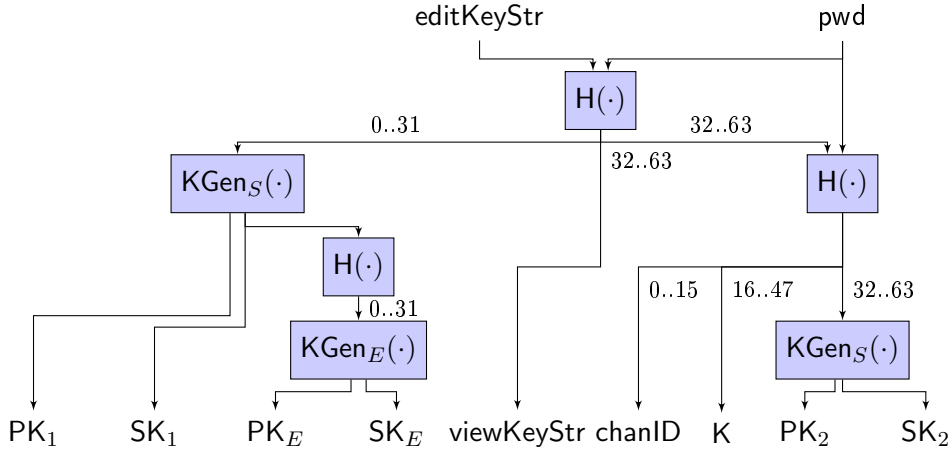 editKeyStr pwd
H(·)
0..31 32..63
32..63
KGen_S(·) H(·)
H(·)
0..15 16..47 32..63
0..31
KGen_E(·) KGen_S(·)
PK_1 SK_1 PK_E SK_E viewKeyStr chanID K PK_2 SK_2